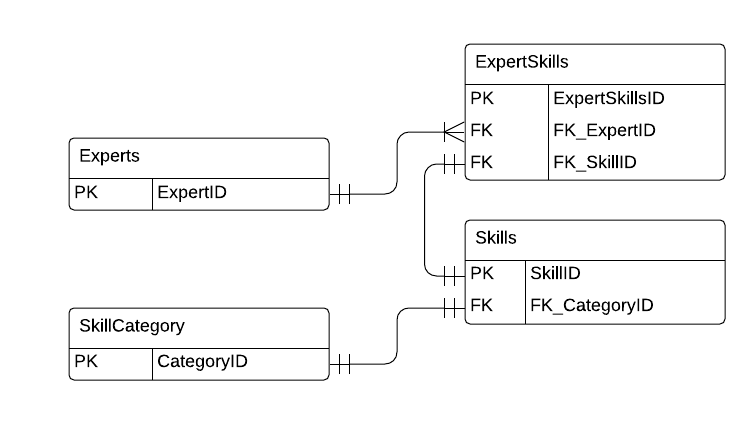 ExpertSkills
PK ExpertSkillsID
FK FK_ExpertID
FK FK_SkillID
Experts
PK ExpertID
Skills
PK SkillID
FK FK_CategoryID
SkillCategory
PK CategoryID